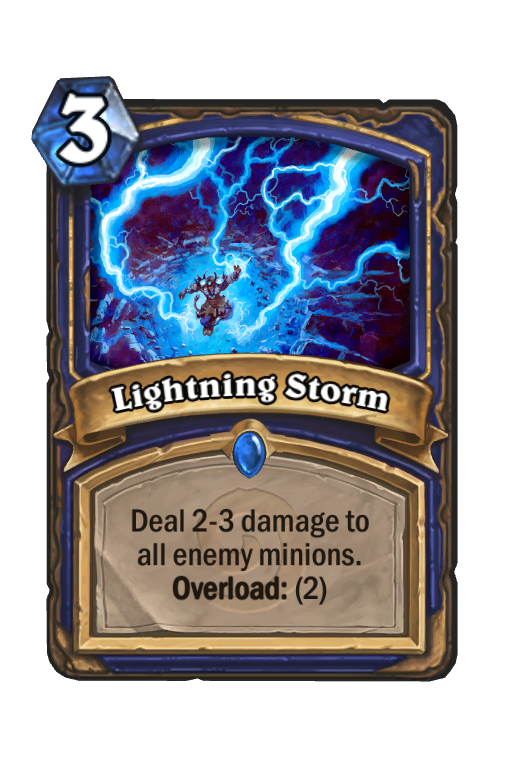 3
Lightning Storm
Deal 2-3 damage to
all enemy minions.
Overload: (2)